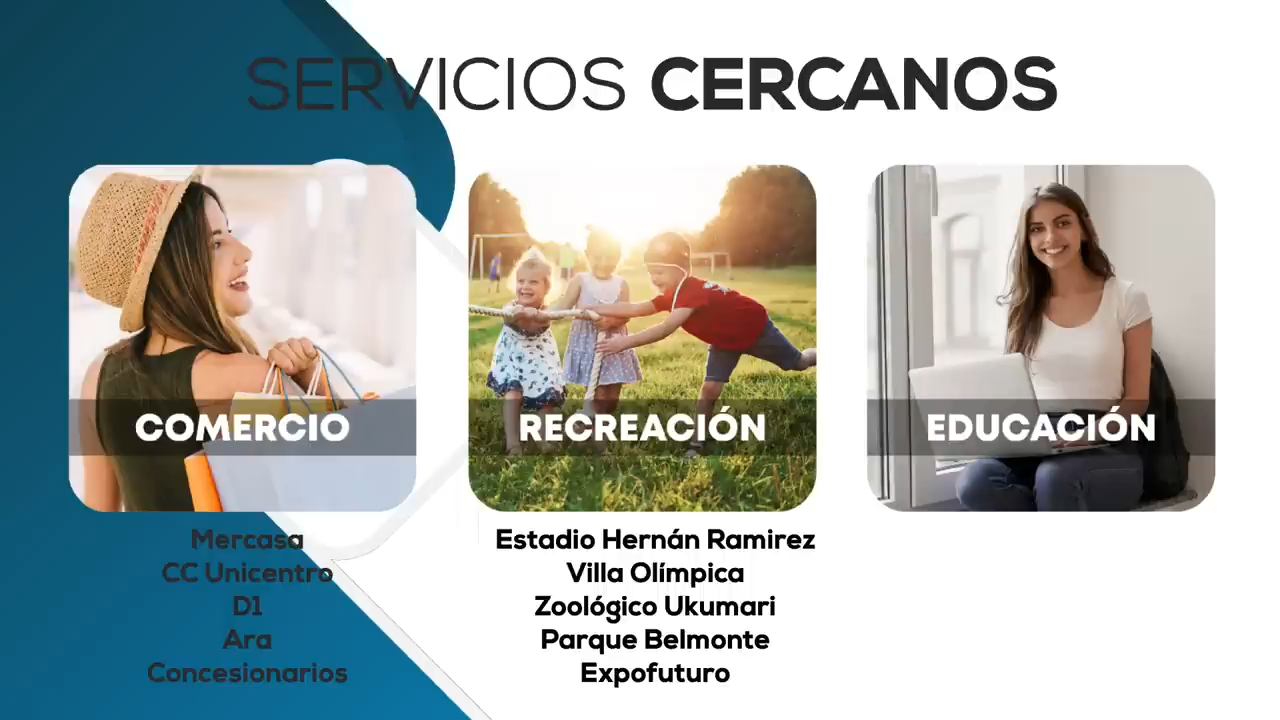 SERVICIOS CERCANOS
COMERCIO
Mercasa
CC Unicentro
D1
Ara
Concesionarios
RECREACIÓN
Estadio Hernán Ramirez
Villa Olímpica
Zoológico Ukumari
Parque Belmonte
Expofuturo
EDUCACIÓN